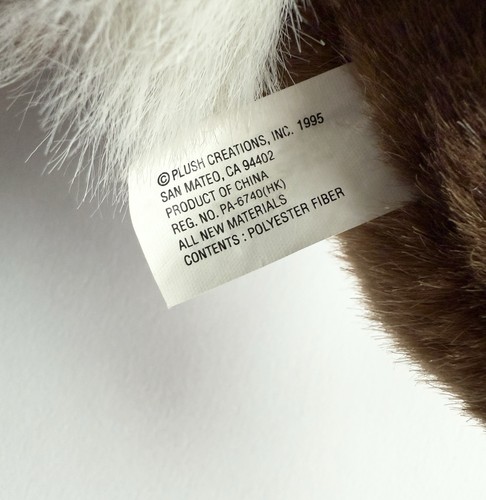 ©PLUSH CREATIONS, INC. 1995
SAN MATEO, CA 94402
PRODUCT OF CHINA
REG. NO. PA-6740(HK)
ALL NEW MATERIALS
CONTENTS : POLYESTER FIBER